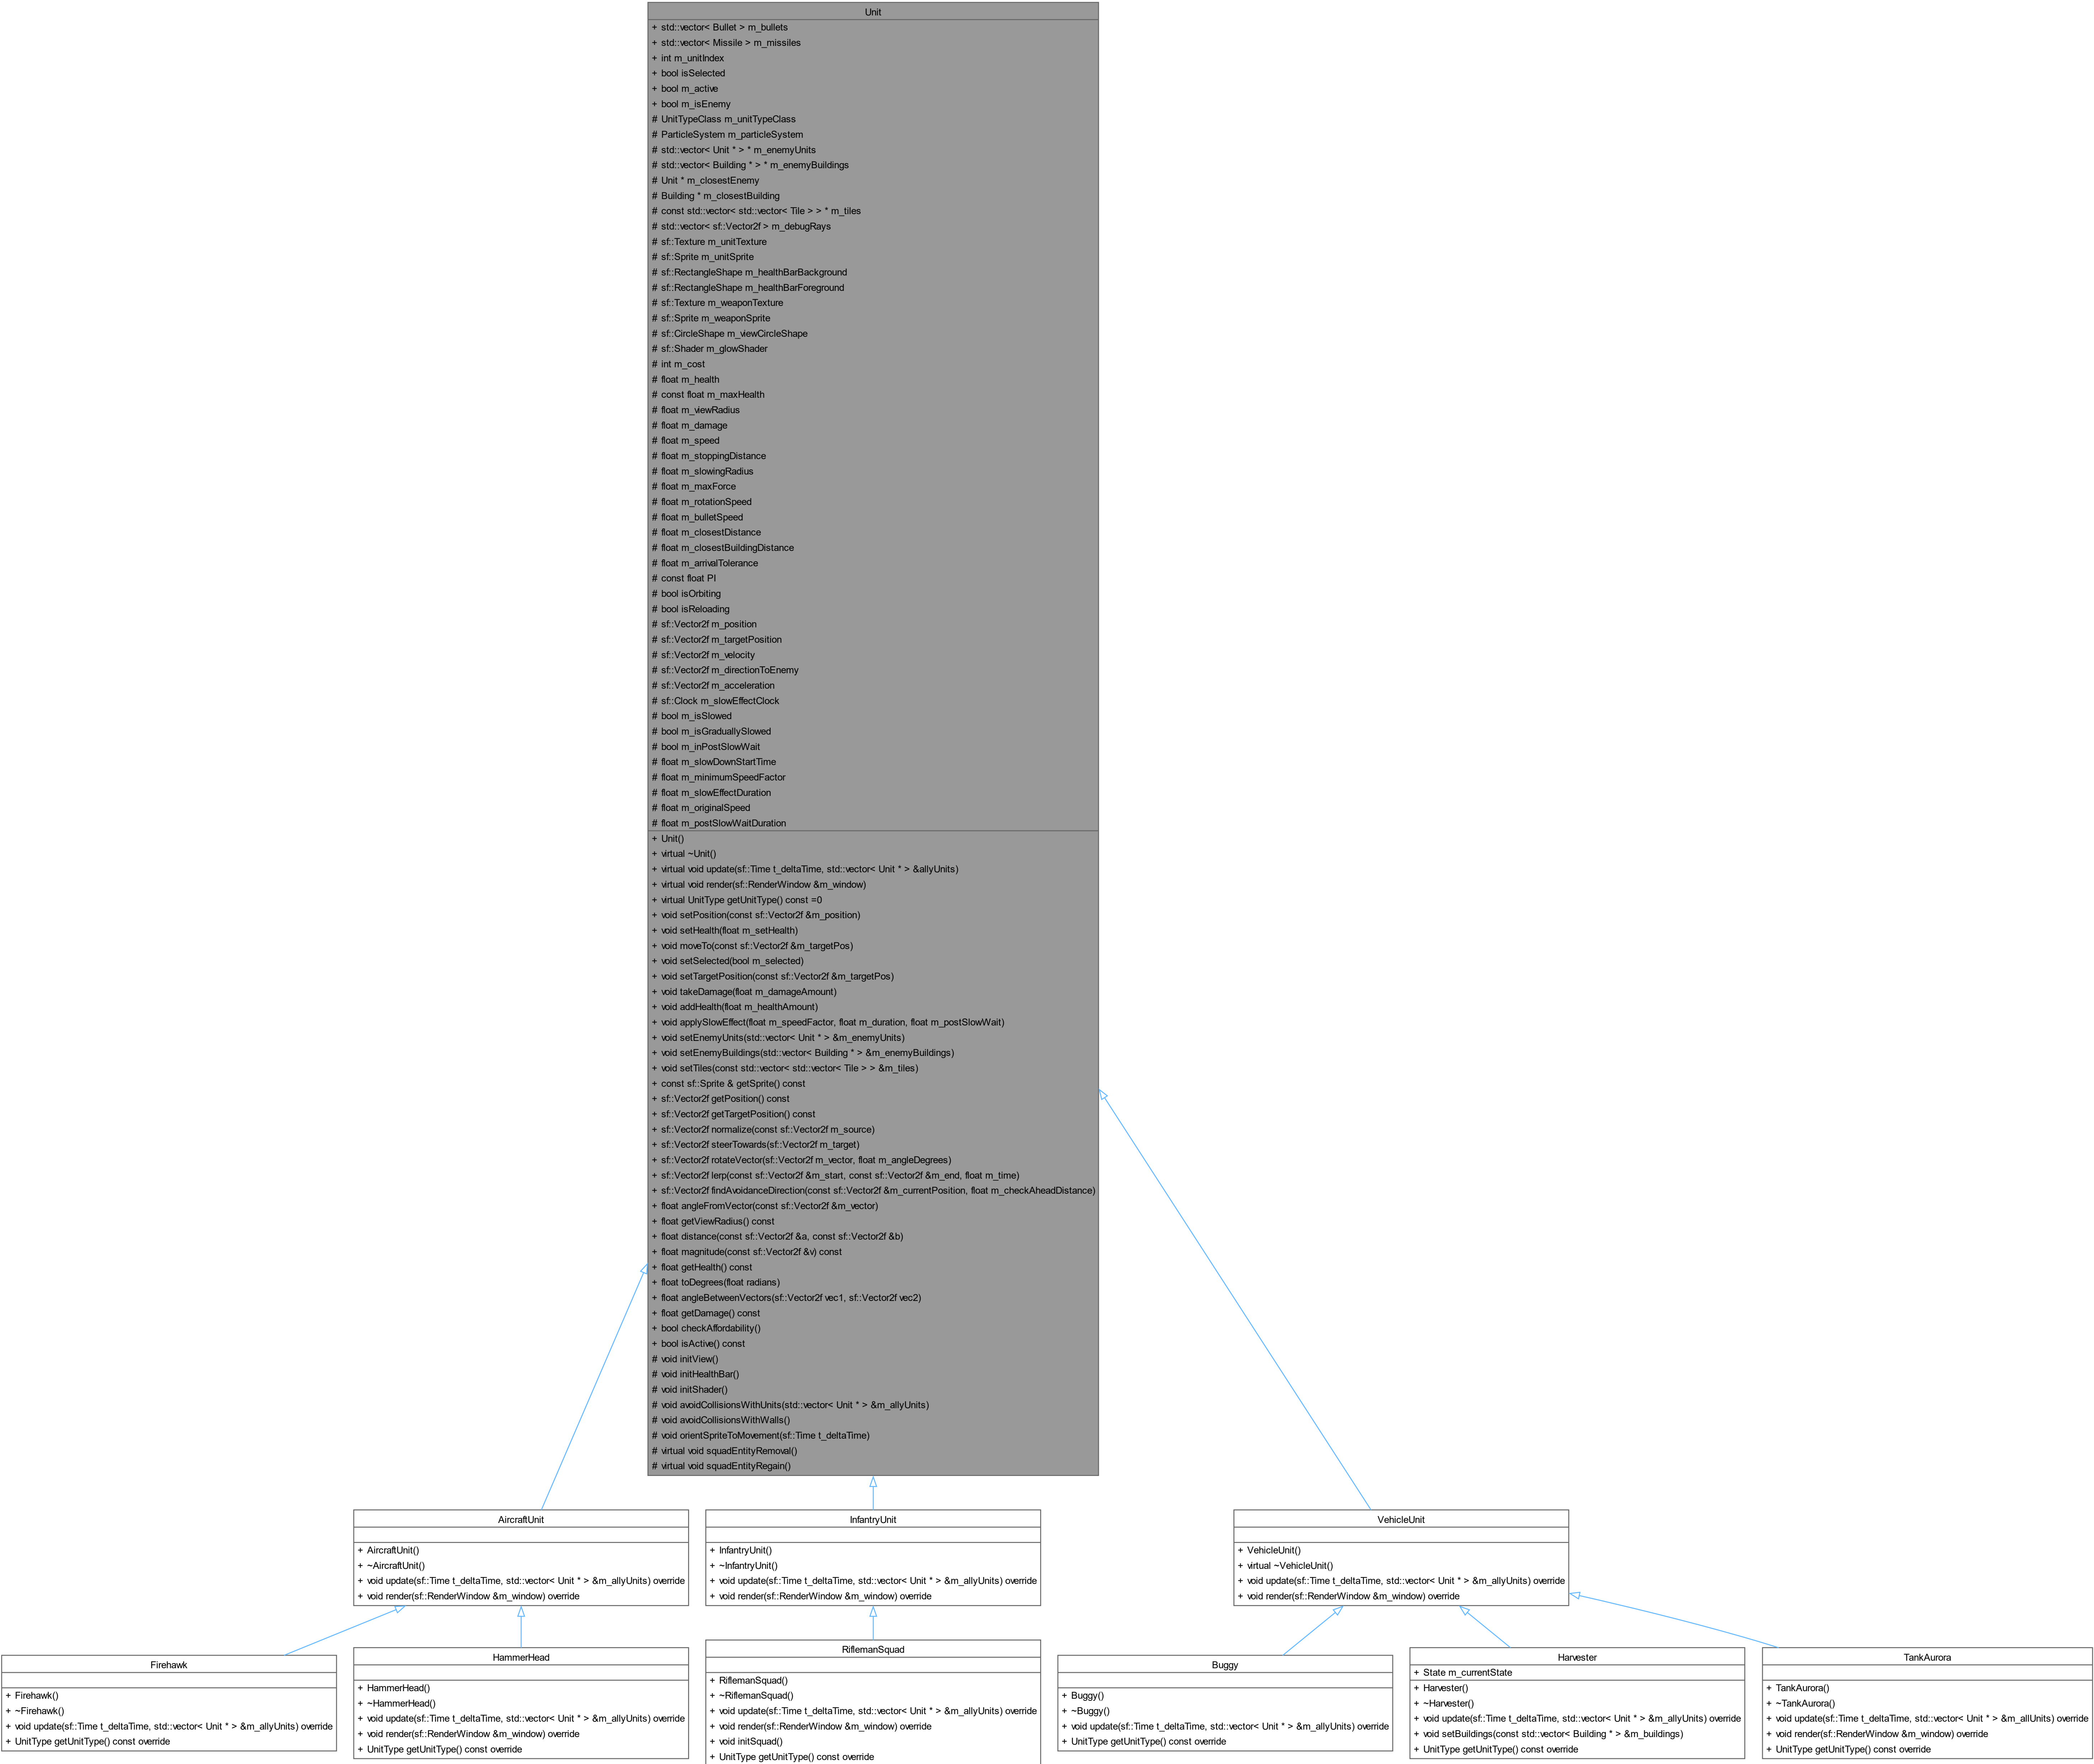 Unit
+ std::vector< Bullet > m_bullets
+ std::vector< Missile > m_missiles
+ int m_unitIndex
+ bool isSelected
+ bool m_active
+ bool m_isEnemy
# UnitTypeClass m_unitTypeClass
# ParticleSystem m_particleSystem
# std::vector< Unit * > * m_enemyUnits
# std::vector< Building * > * m_enemyBuildings
# Unit * m_closestEnemy
# Building * m_closestBuilding
# const std::vector< std::vector< Tile > > * m_tiles
# std::vector< sf::Vector2f > m_debugRays
# sf::Texture m_unitTexture
# sf::Sprite m_unitSprite
# sf::RectangleShape m_healthBarBackground
# sf::RectangleShape m_healthBarForeground
# sf::Texture m_weaponTexture
# sf::Sprite m_weaponSprite
# sf::CircleShape m_viewCircleShape
# sf::Shader m_glowShader
# int m_cost
# float m_health
# const float m_maxHealth
# float m_viewRadius
# float m_damage
# float m_speed
# float m_stoppingDistance
# float m_slowingRadius
# float m_maxForce
# float m_rotationSpeed
# float m_bulletSpeed
# float m_closestDistance
# float m_closestBuildingDistance
# float m_arrivalTolerance
# const float PI
# bool isOrbiting
# bool isReloading
# sf::Vector2f m_position
# sf::Vector2f m_targetPosition
# sf::Vector2f m_velocity
# sf::Vector2f m_directionToEnemy
# sf::Vector2f m_acceleration
# sf::Clock m_slowEffectClock
# bool m_isSlowed
# bool m_isGraduallySlowed
# bool m_inPostSlowWait
# float m_slowDownStartTime
# float m_minimumSpeedFactor
# float m_slowEffectDuration
# float m_originalSpeed
# float m_postSlowWaitDuration
+ Unit()
+ virtual ~Unit()
+ virtual void update(sf::Time t_deltaTime, std::vector< Unit * > &allyUnits)
+ virtual void render(sf::RenderWindow &m_window)
+ virtual UnitType getUnitType() const =0
+ void setPosition(const sf::Vector2f &m_position)
+ void setHealth(float m_setHealth)
+ void moveTo(const sf::Vector2f &m_targetPos)
+ void setSelected(bool m_selected)
+ void setTargetPosition(const sf::Vector2f &m_targetPos)
+ void takeDamage(float m_damageAmount)
+ void addHealth(float m_healthAmount)
+ void applySlowEffect(float m_speedFactor, float m_duration, float m_postSlowWait)
+ void setEnemyUnits(std::vector< Unit * > &m_enemyUnits)
+ void setEnemyBuildings(std::vector< Building * > &m_enemyBuildings)
+ void setTiles(const std::vector< std::vector< Tile > > &m_tiles)
+ const sf::Sprite & getSprite() const
+ sf::Vector2f getPosition() const
+ sf::Vector2f getTargetPosition() const
+ sf::Vector2f normalize(const sf::Vector2f m_source)
+ sf::Vector2f steerTowards(sf::Vector2f m_target)
+ sf::Vector2f rotateVector(sf::Vector2f m_vector, float m_angleDegrees)
+ sf::Vector2f lerp(const sf::Vector2f &m_start, const sf::Vector2f &m_end, float m_time)
+ sf::Vector2f findAvoidanceDirection(const sf::Vector2f &m_currentPosition, float m_checkAheadDistance)
+ float angleFromVector(const sf::Vector2f &m_vector)
+ float getViewRadius() const
+ float distance(const sf::Vector2f &a, const sf::Vector2f &b)
+ float magnitude(const sf::Vector2f &v) const
+ float getHealth() const
+ float toDegrees(float radians)
+ float angleBetweenVectors(sf::Vector2f vec1, sf::Vector2f vec2)
+ float getDamage() const
+ bool checkAffordability()
+ bool isActive() const
# void initView()
# void initHealthBar()
# void initShader()
# void avoidCollisionsWithUnits(std::vector< Unit * > &m_allyUnits)
# void avoidCollisionsWithWalls()
# void orientSpriteToMovement(sf::Time t_deltaTime)
# virtual void squadEntityRemoval()
# virtual void squadEntityRegain()
AircraftUnit
+ AircraftUnit()
+ ~AircraftUnit()
+ void update(sf::Time t_deltaTime, std::vector< Unit * > &m_allyUnits) override
+ void render(sf::RenderWindow &m_window) override
InfantryUnit
+ InfantryUnit()
+ ~InfantryUnit()
+ void update(sf::Time t_deltaTime, std::vector< Unit * > &m_allyUnits) override
+ void render(sf::RenderWindow &m_window) override
VehicleUnit
+ VehicleUnit()
+ virtual ~VehicleUnit()
+ void update(sf::Time t_deltaTime, std::vector< Unit * > &m_allyUnits) override
+ void render(sf::RenderWindow &m_window) override
Firehawk
+ Firehawk()
+ ~Firehawk()
+ void update(sf::Time t_deltaTime, std::vector< Unit * > &m_allyUnits) override
+ UnitType getUnitType() const override
HammerHead
+ HammerHead()
+ ~HammerHead()
+ void update(sf::Time t_deltaTime, std::vector< Unit * > &m_allyUnits) override
+ void render(sf::RenderWindow &m_window) override
+ UnitType getUnitType() const override
RiflemanSquad
+ RiflemanSquad()
+ ~RiflemanSquad()
+ void update(sf::Time t_deltaTime, std::vector< Unit * > &m_allyUnits) override
+ void render(sf::RenderWindow &m_window) override
+ void initSquad()
+ UnitType getUnitType() const override
Buggy
+ Buggy()
+ ~Buggy()
+ void update(sf::Time t_deltaTime, std::vector< Unit * > &m_allyUnits) override
+ UnitType getUnitType() const override
Harvester
+ State m_currentState
+ Harvester()
+ ~Harvester()
+ void update(sf::Time t_deltaTime, std::vector< Unit * > &m_allyUnits) override
+ void setBuildings(const std::vector< Building * > &m_buildings)
+ UnitType getUnitType() const override
TankAurora
+ TankAurora()
+ ~TankAurora()
+ void update(sf::Time t_deltaTime, std::vector< Unit * > &m_allUnits) override
+ void render(sf::RenderWindow &m_window) override
+ UnitType getUnitType() const override